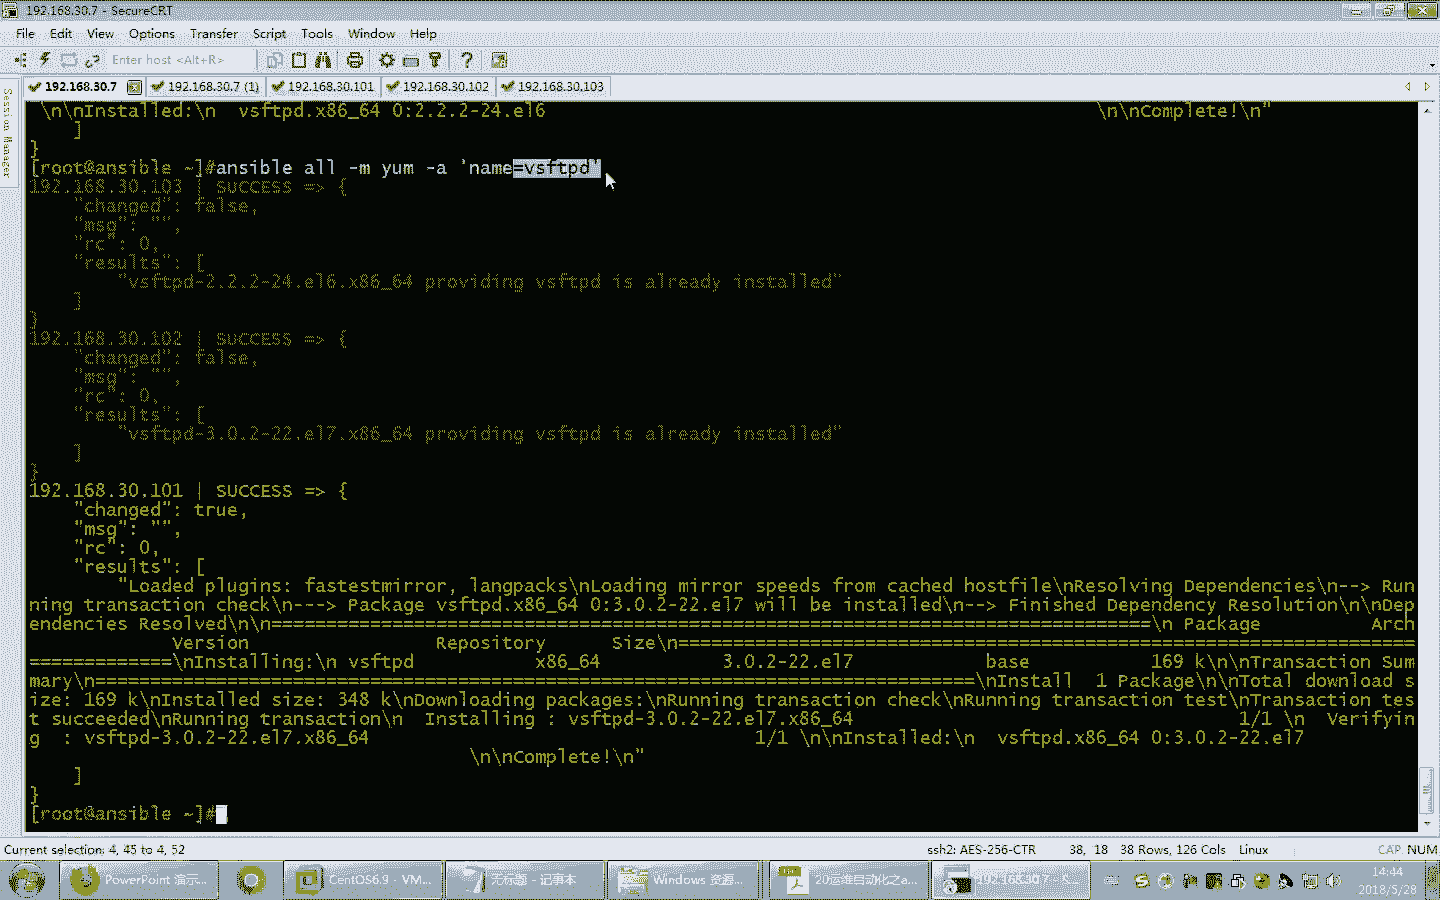 192.168.30.7 - SecureCRT
File Edit View Options Transfer Script Tools Window Help
Enter host <Alt+R>
192.168.30.7 192.168.30.7 (1) 192.168.30.101 192.168.30.102 192.168.30.103
Session Manager
\n\nInstalled:\n  vsftpd.x86_64 0:2.2.2-24.el6 \n\nComplete!\n"
]
}
[root@ansible ~]#ansible all -m yum -a 'name=vsftpd'
192.168.30.103 | SUCCESS => {
"changed": false,
"msg": "",
"rc": 0,
"results": [
"vsftpd-2.2.2-24.el6.x86_64 providing vsftpd is already installed"
]
}
192.168.30.102 | SUCCESS => {
"changed": false,
"msg": "",
"rc": 0,
"results": [
"vsftpd-3.0.2-22.el7.x86_64 providing vsftpd is already installed"
]
}
192.168.30.101 | SUCCESS => {
"changed": true,
"msg": "",
"rc": 0,
"results": [
"Loaded plugins: fastestmirror, langpacks\nLoading mirror speeds from cached hostfile\nResolving Dependencies\n--> Run
ning transaction check\n---> Package vsftpd.x86_64 0:3.0.2-22.el7 will be installed\n--> Finished Dependency Resolution\n\nDep
endencies Resolved\n\n================================================================================\n Package Arch
Version Repository Size\n===================================================================
=============\nInstalling:\n vsftpd x86_64 3.0.2-22.el7 base 169 k\n\nTransaction Sum
mary\n================================================================================\nInstall  1 Package\n\nTotal download s
ize: 169 k\nInstalled size: 348 k\nDownloading packages:\nRunning transaction check\nRunning transaction test\nTransaction tes
t succeeded\nRunning transaction\n  Installing : vsftpd-3.0.2-22.el7.x86_64 1/1 \n  Verifyin
g  : vsftpd-3.0.2-22.el7.x86_64 1/1 \n\nInstalled:\n  vsftpd.x86_64 0:3.0.2-22.el7
\n\nComplete!\n"
]
}
[root@ansible ~]#
Current selection: 4, 45 to 4, 52 ssh2: AES-256-CTR 38, 18 38 Rows, 126 Cols Linux CAP NUM
PowerPoint 演示... CentOS6.9 - VM... 无标题 - 记事本 Windows 资源... 20运维自动化之a... 192.168.30.7 - S... 14:44
2018/5/28